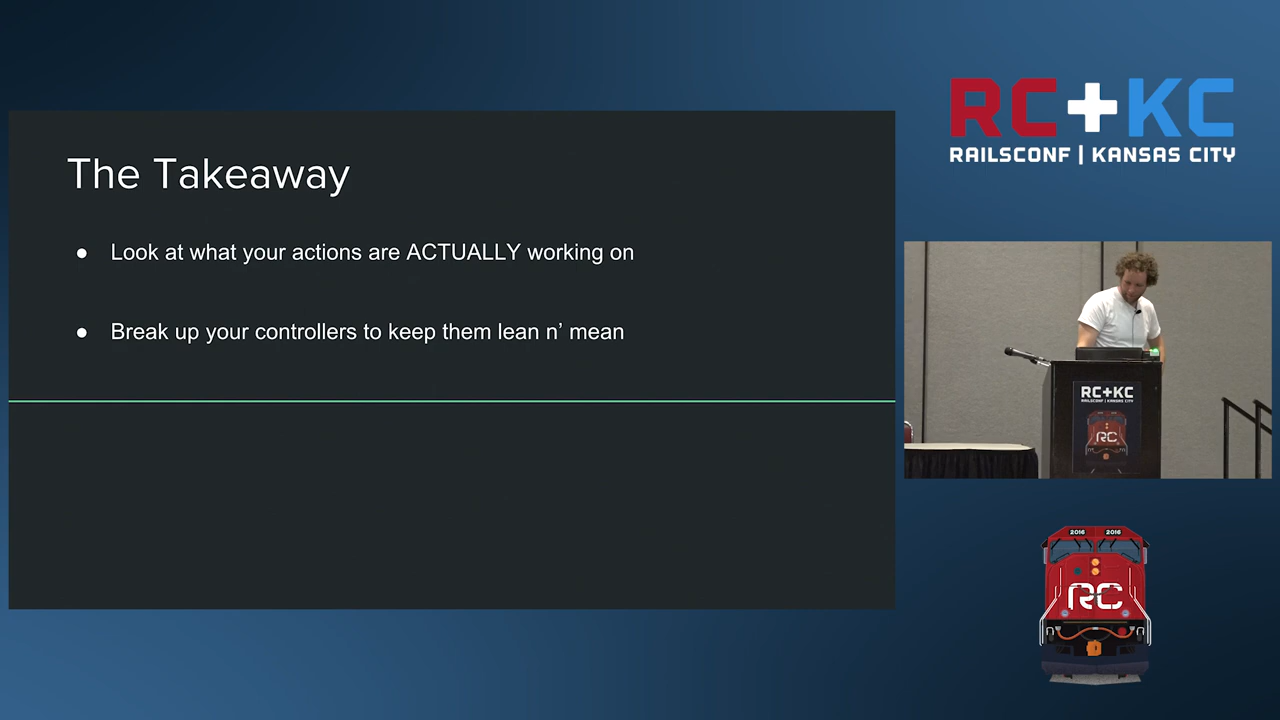 The Takeaway
● Look at what your actions are ACTUALLY working on
● Break up your controllers to keep them lean n’ mean
RC+KC
RAILSCONF | KANSAS CITY
RC+KC
RAILSCONF | KANSAS CITY
RC
2016 2016
RC